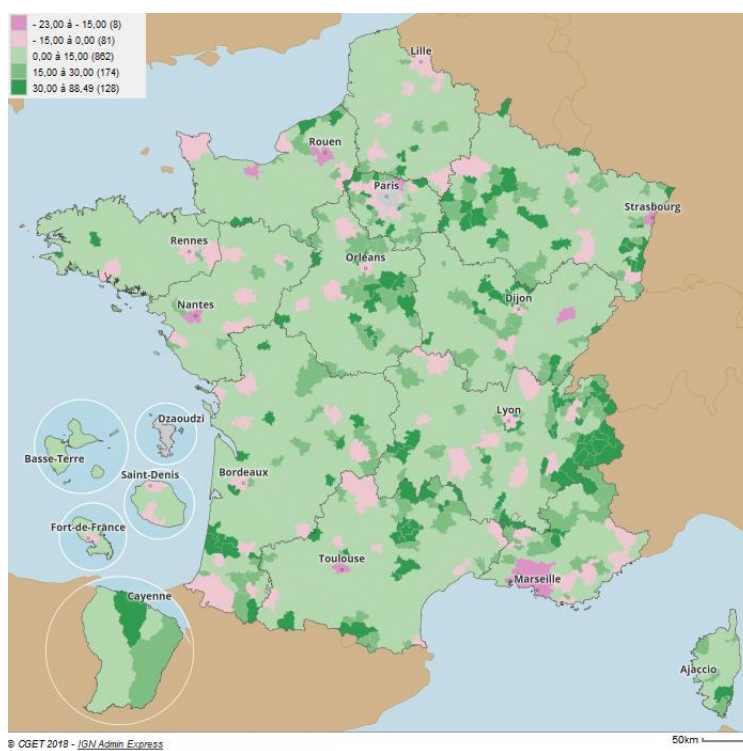 - 23,00 à - 15,00 (8)
- 15,00 à 0,00 (81)
0,00 à 15,00 (862)
15,00 à 30,00 (174)
30,00 à 88,49 (128)
Lille
Rouen
Paris
Strasbourg
Rennes
Orléans
Nantes
Dijon
Dzaoudzi
Lyon
Basse-Terre
Saint-Denis
Bordeaux
Fort-de-France
Toulouse
Marseille
Cayenne
Ajaccio
© CGET 2018 - IGN Admin Express
50km